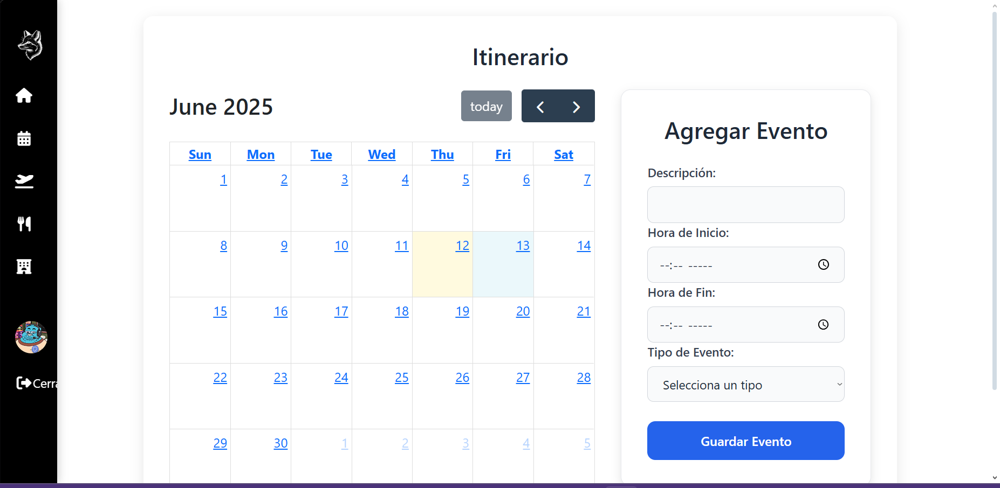 Itinerario
June 2025
today
Sun Mon Tue Wed Thu Fri Sat
1 2 3 4 5 6 7
8 9 10 11 12 13 14
15 16 17 18 19 20 21
22 23 24 25 26 27 28
29 30 1 2 3 4 5
Agregar Evento
Descripción:
Hora de Inicio:
--:-- -----
Hora de Fin:
--:-- -----
Tipo de Evento:
Selecciona un tipo
Guardar Evento
Cerra